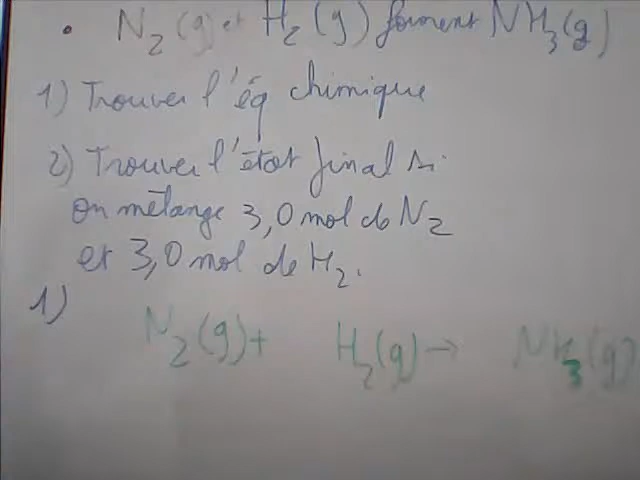 • N₂(g) et H₂(g) forment NH₃(g)
1) Trouver l'éq chimique
2) Trouver l'état final si
on mélange 3,0 mol de N₂
et 3,0 mol de H₂.
1)
N₂(g) + H₂(g) → NH₃(g)